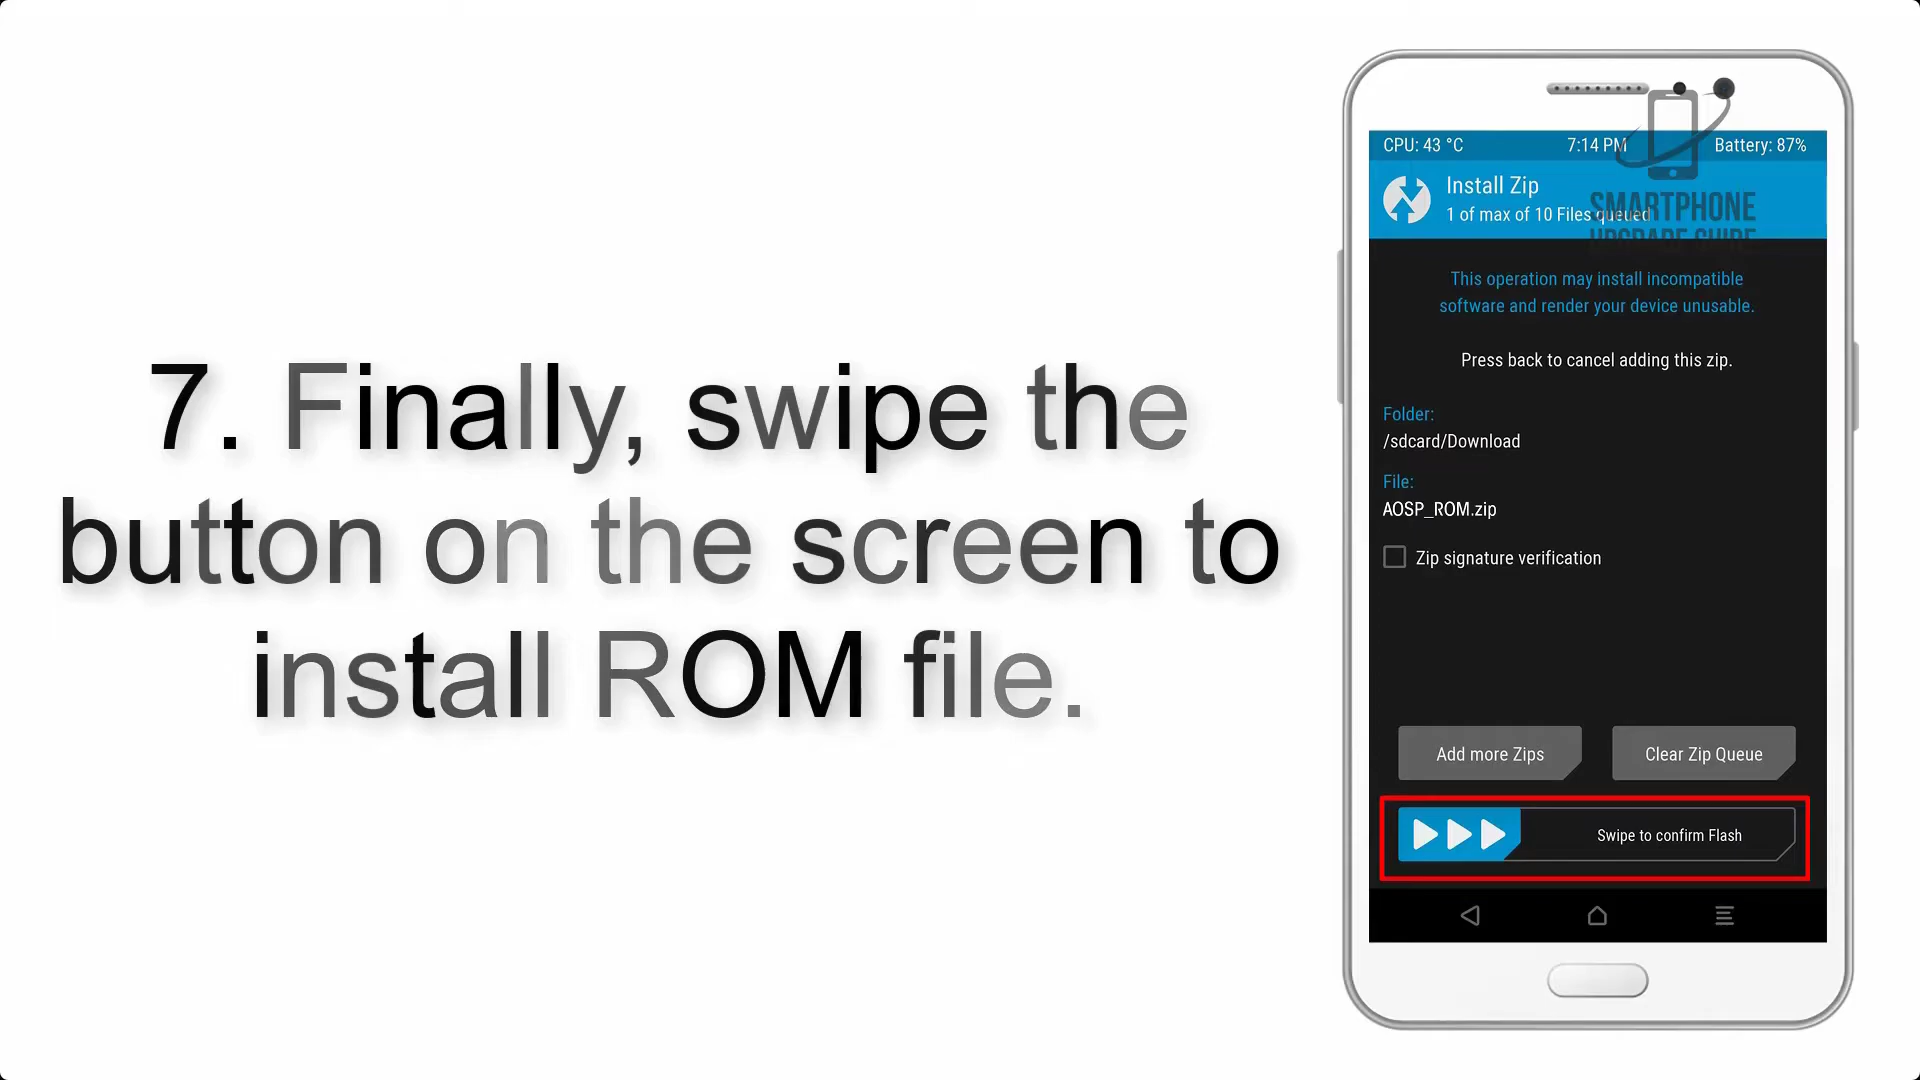 7. Finally, swipe the
button on the screen to
install ROM file.
CPU: 43 °C 7:14 PM Battery: 87%
Install Zip
1 of max of 10 Files queued
SMARTPHONE
UPGRADE GUIDE
This operation may install incompatible
software and render your device unusable.
Press back to cancel adding this zip.
Folder:
/sdcard/Download
File:
AOSP_ROM.zip
Zip signature verification
Add more Zips Clear Zip Queue
Swipe to confirm Flash